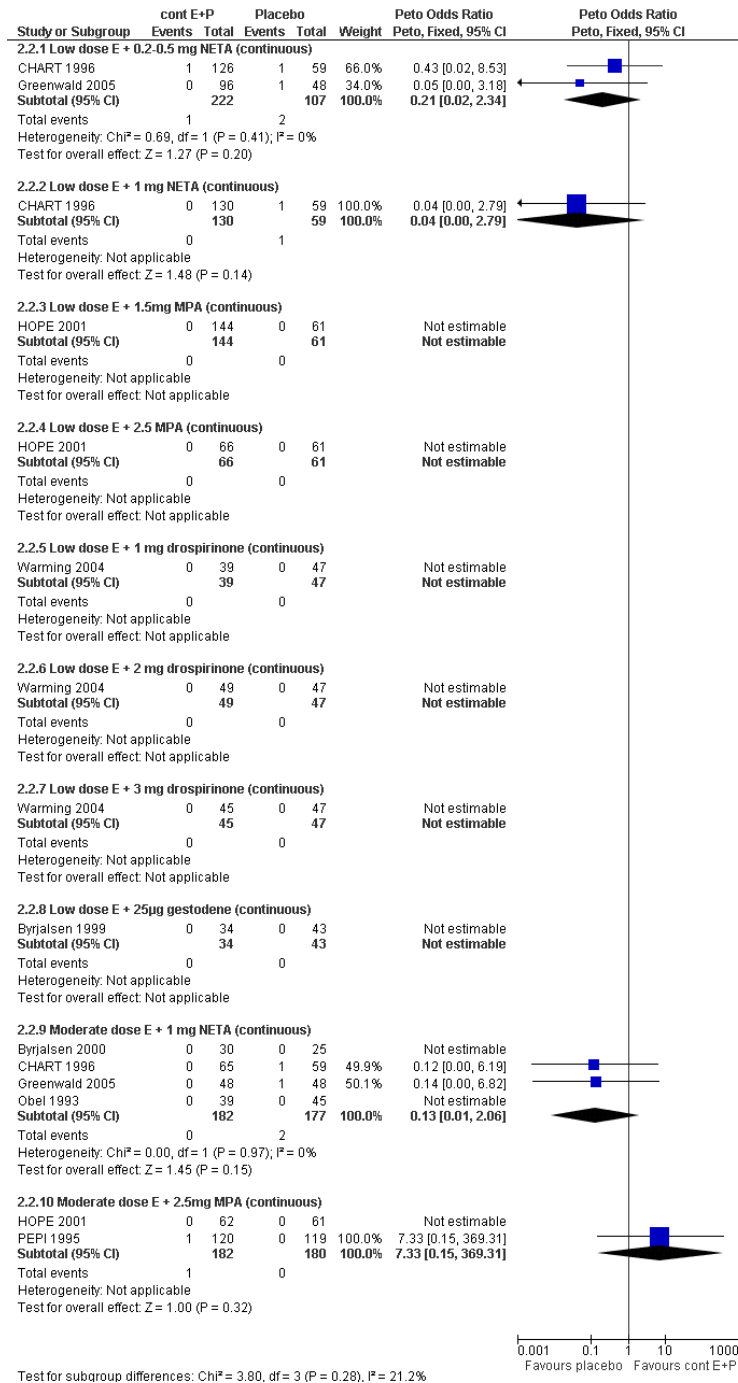 cont E+P Placebo Peto Odds Ratio Peto Odds Ratio
Study or Subgroup Events Total Events Total Weight Peto, Fixed, 95% CI Peto, Fixed, 95% CI
2.2.1 Low dose E + 0.2-0.5 mg NETA (continuous)
CHART 1996 1 126 1 59 66.0% 0.43 [0.02, 8.53]
Greenwald 2005 0 96 1 48 34.0% 0.05 [0.00, 3.18]
Subtotal (95% CI) 222 107 100.0% 0.21 [0.02, 2.34]
Total events 1 2
Heterogeneity: Chi² = 0.69, df = 1 (P = 0.41); I² = 0%
Test for overall effect: Z = 1.27 (P = 0.20)
2.2.2 Low dose E + 1 mg NETA (continuous)
CHART 1996 0 130 1 59 100.0% 0.04 [0.00, 2.79]
Subtotal (95% CI) 130 59 100.0% 0.04 [0.00, 2.79]
Total events 0 1
Heterogeneity: Not applicable
Test for overall effect: Z = 1.48 (P = 0.14)
2.2.3 Low dose E + 1.5mg MPA (continuous)
HOPE 2001 0 144 0 61 Not estimable
Subtotal (95% CI) 144 61 Not estimable
Total events 0 0
Heterogeneity: Not applicable
Test for overall effect: Not applicable
2.2.4 Low dose E + 2.5 MPA (continuous)
HOPE 2001 0 66 0 61 Not estimable
Subtotal (95% CI) 66 61 Not estimable
Total events 0 0
Heterogeneity: Not applicable
Test for overall effect: Not applicable
2.2.5 Low dose E + 1 mg drospirinone (continuous)
Warming 2004 0 39 0 47 Not estimable
Subtotal (95% CI) 39 47 Not estimable
Total events 0 0
Heterogeneity: Not applicable
Test for overall effect: Not applicable
2.2.6 Low dose E + 2 mg drospirinone (continuous)
Warming 2004 0 49 0 47 Not estimable
Subtotal (95% CI) 49 47 Not estimable
Total events 0 0
Heterogeneity: Not applicable
Test for overall effect: Not applicable
2.2.7 Low dose E + 3 mg drospirinone (continuous)
Warming 2004 0 45 0 47 Not estimable
Subtotal (95% CI) 45 47 Not estimable
Total events 0 0
Heterogeneity: Not applicable
Test for overall effect: Not applicable
2.2.8 Low dose E + 25µg gestodene (continuous)
Byrjalsen 1999 0 34 0 43 Not estimable
Subtotal (95% CI) 34 43 Not estimable
Total events 0 0
Heterogeneity: Not applicable
Test for overall effect: Not applicable
2.2.9 Moderate dose E + 1 mg NETA (continuous)
Byrjalsen 2000 0 30 0 25 Not estimable
CHART 1996 0 65 1 59 49.9% 0.12 [0.00, 6.19]
Greenwald 2005 0 48 1 48 50.1% 0.14 [0.00, 6.82]
Obel 1993 0 39 0 45 Not estimable
Subtotal (95% CI) 182 177 100.0% 0.13 [0.01, 2.06]
Total events 0 2
Heterogeneity: Chi² = 0.00, df = 1 (P = 0.97); I² = 0%
Test for overall effect: Z = 1.45 (P = 0.15)
2.2.10 Moderate dose E + 2.5mg MPA (continuous)
HOPE 2001 0 62 0 61 Not estimable
PEPI 1995 1 120 0 119 100.0% 7.33 [0.15, 369.31]
Subtotal (95% CI) 182 180 100.0% 7.33 [0.15, 369.31]
Total events 1 0
Heterogeneity: Not applicable
Test for overall effect: Z = 1.00 (P = 0.32)
0.001 0.1 1 10 1000
Favours placebo Favours cont E+P
Test for subgroup differences: Chi² = 3.80, df = 3 (P = 0.28), I² = 21.2%